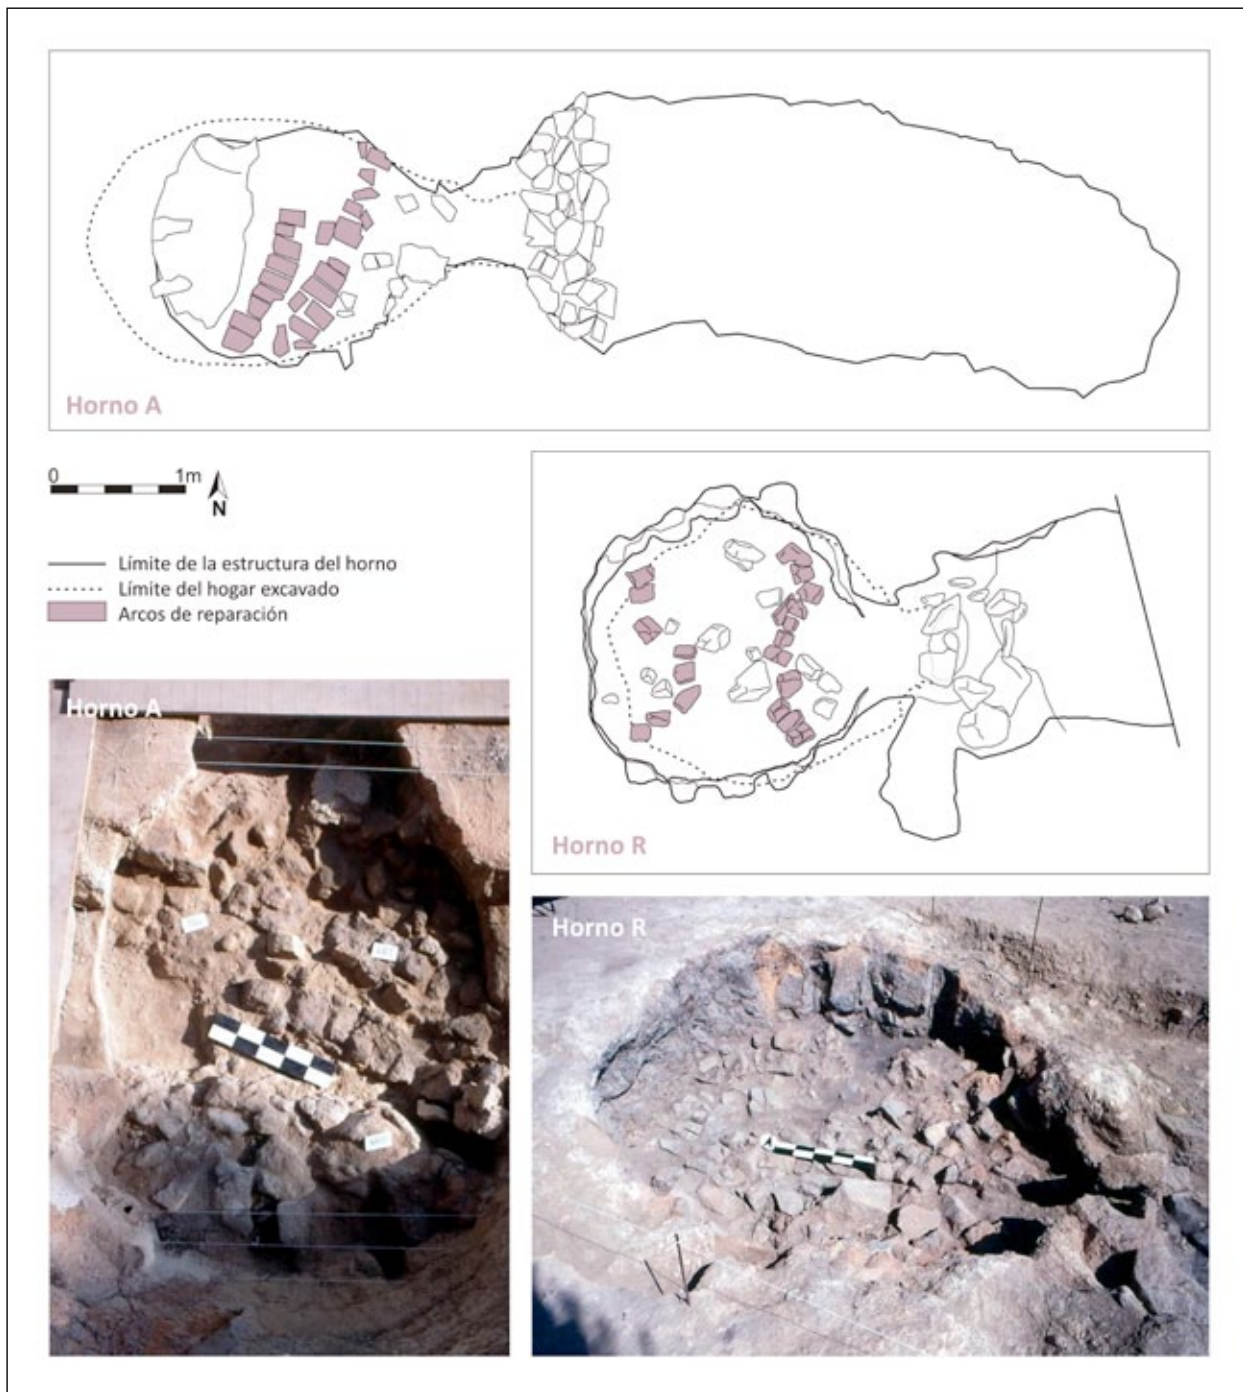 Horno A
0 1m
N
Límite de la estructura del horno
Límite del hogar excavado
Arcos de reparación
Horno R
Horno A
Horno R